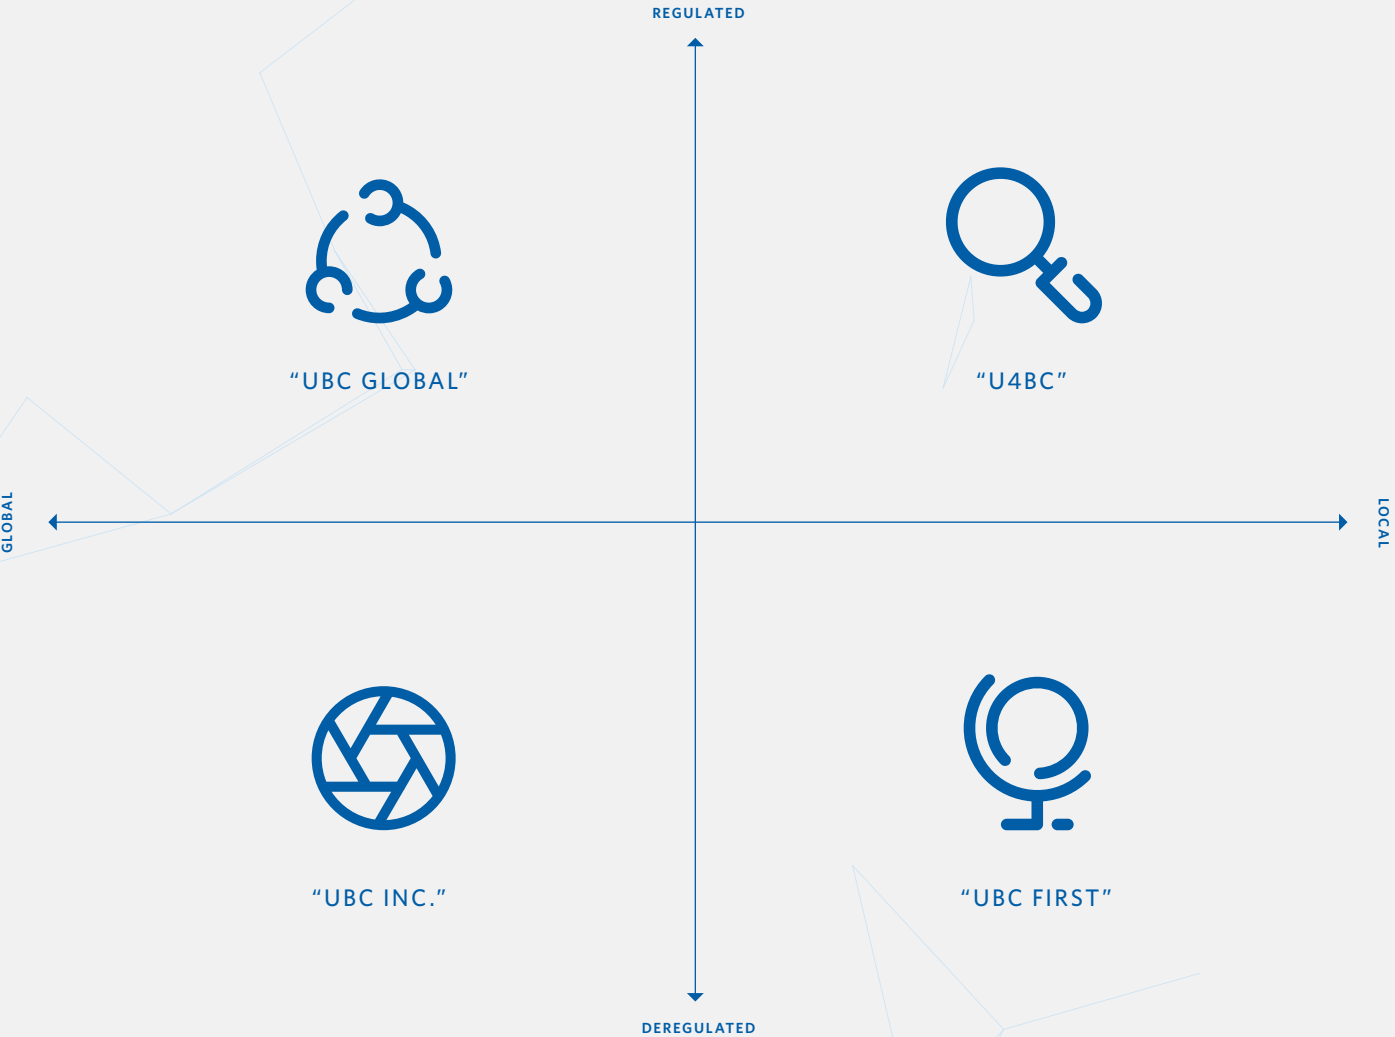 REGULATED
“UBC GLOBAL”
“U4BC”
GLOBAL
LOCAL
“UBC INC.”
“UBC FIRST”
DEREGULATED